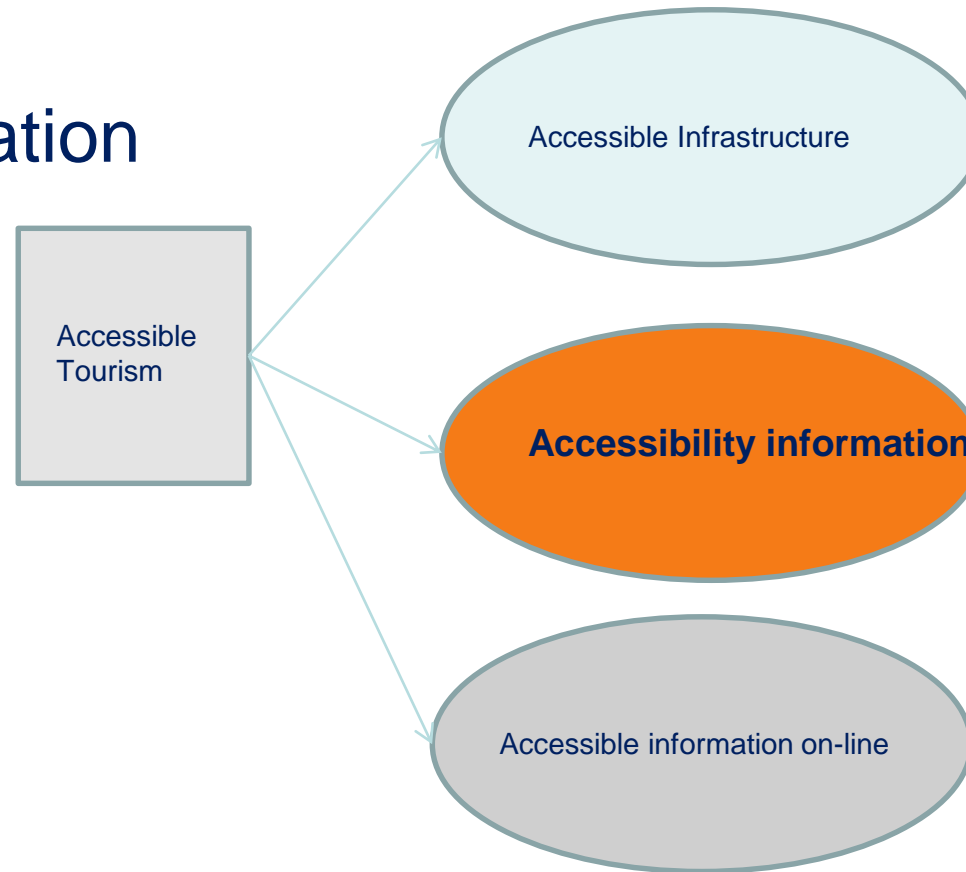 ation
Accessible Infrastructure
Accessible
Tourism
Accessibility information
Accessible information on-line